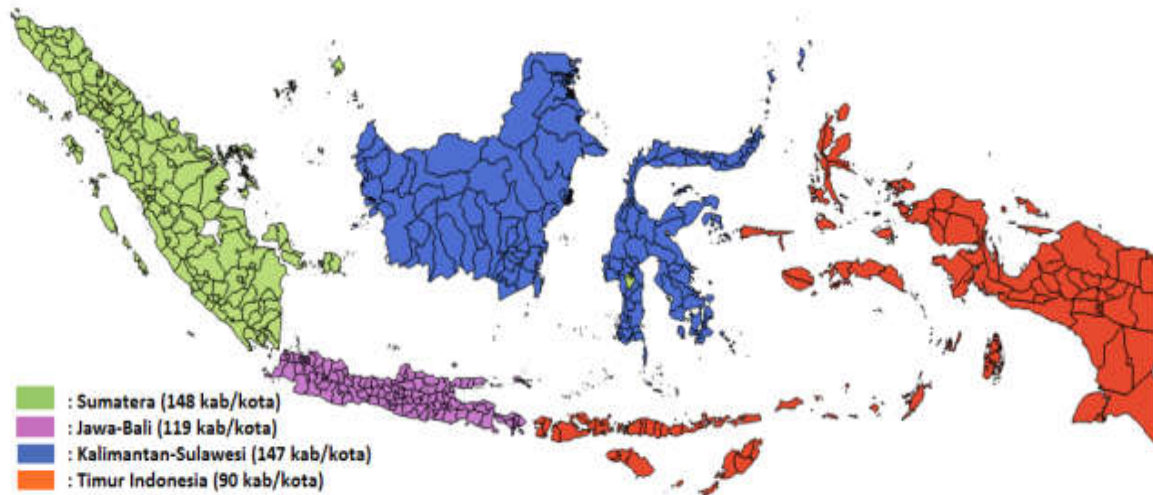 : Sumatera (148 kab/kota)
: Jawa-Bali (119 kab/kota)
: Kalimantan-Sulawesi (147 kab/kota)
: Timur Indonesia (90 kab/kota)